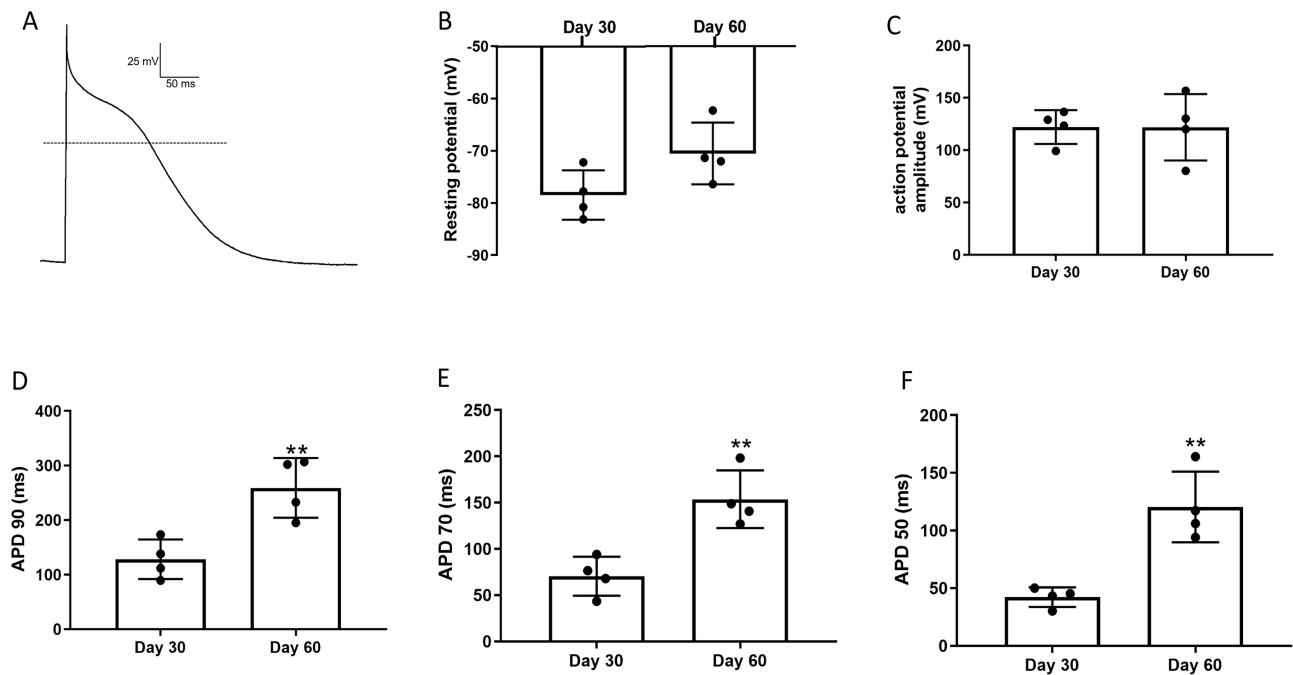 A
25 mV
50 ms
B
Day 30
Day 60
Resting potential (mV)
-50
-60
-70
-80
-90
C
action potential
amplitude (mV)
200
150
100
50
0
Day 30
Day 60
D
APD 90 (ms)
400
300
200
100
0
**
Day 30
Day 60
E
APD 70 (ms)
250
200
150
100
50
0
**
Day 30
Day 60
F
APD 50 (ms)
200
150
100
50
0
**
Day 30
Day 60